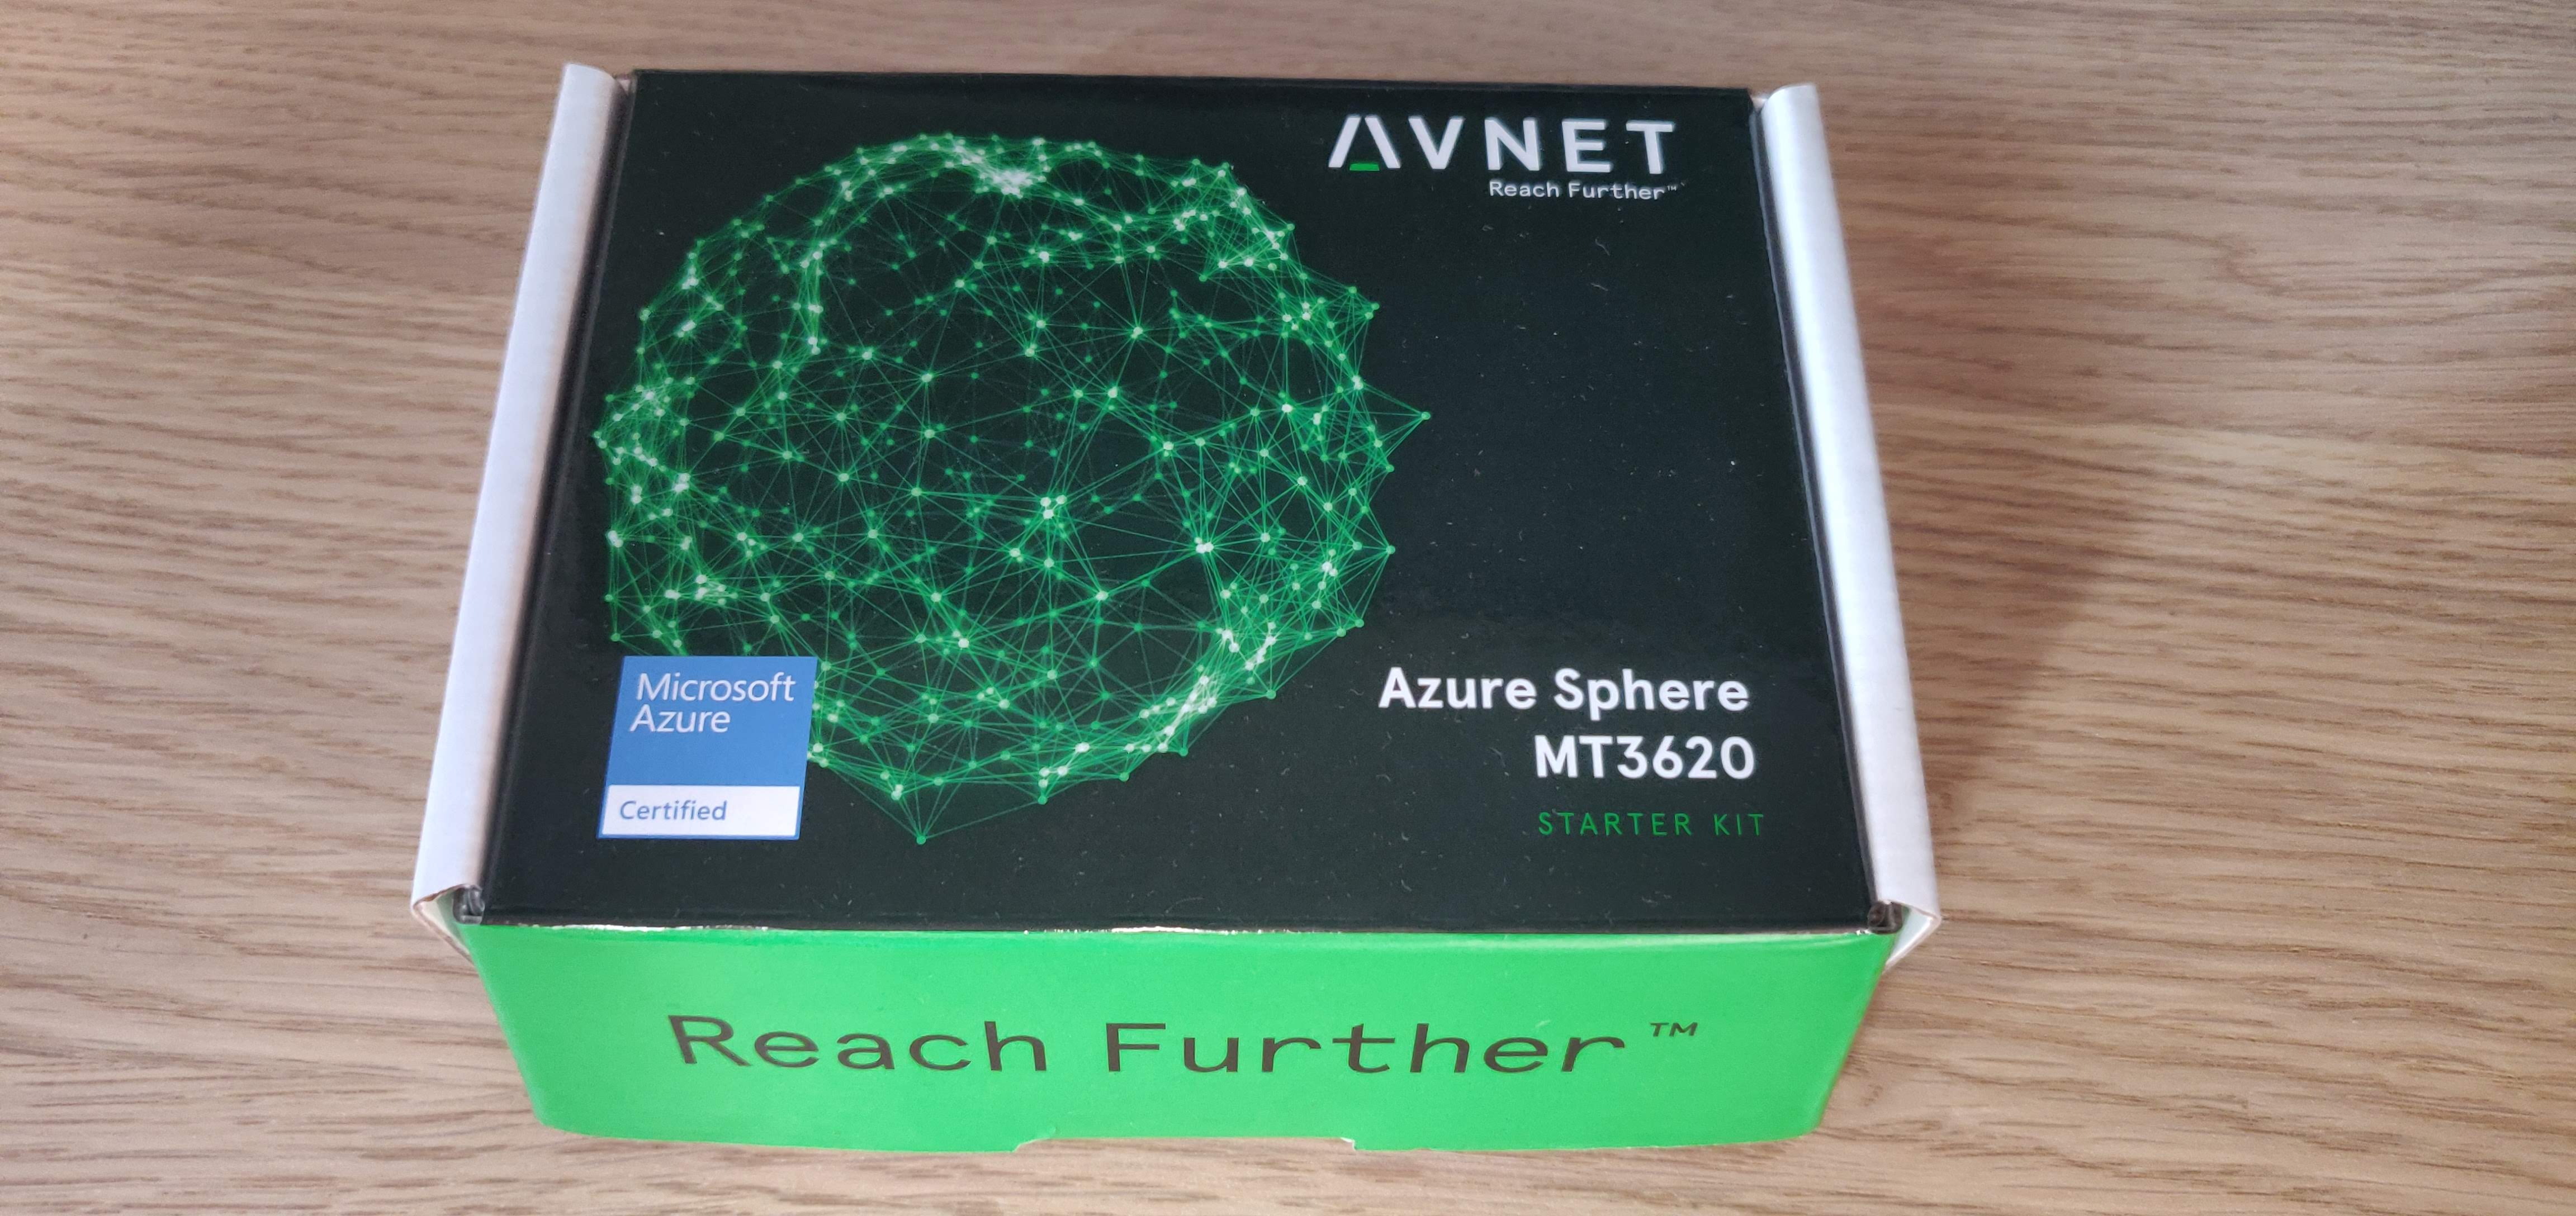 AVNET
Reach Further™
Microsoft
Azure
Certified
Azure Sphere
MT3620
STARTER KIT
Reach Further™